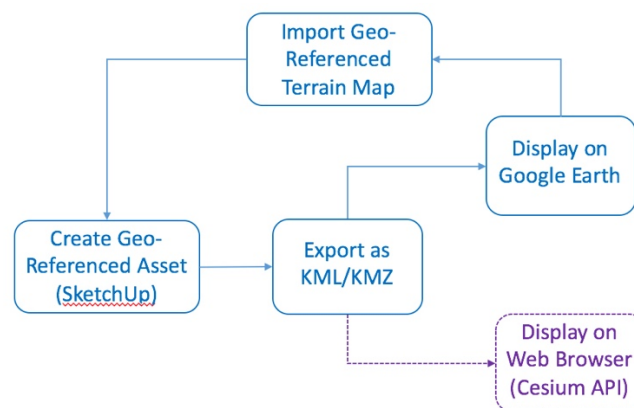 Import Geo-
Referenced
Terrain Map
Display on
Google Earth
Create Geo-
Referenced Asset
(SketchUp)
Export as
KML/KMZ
Display on
Web Browser
(Cesium API)